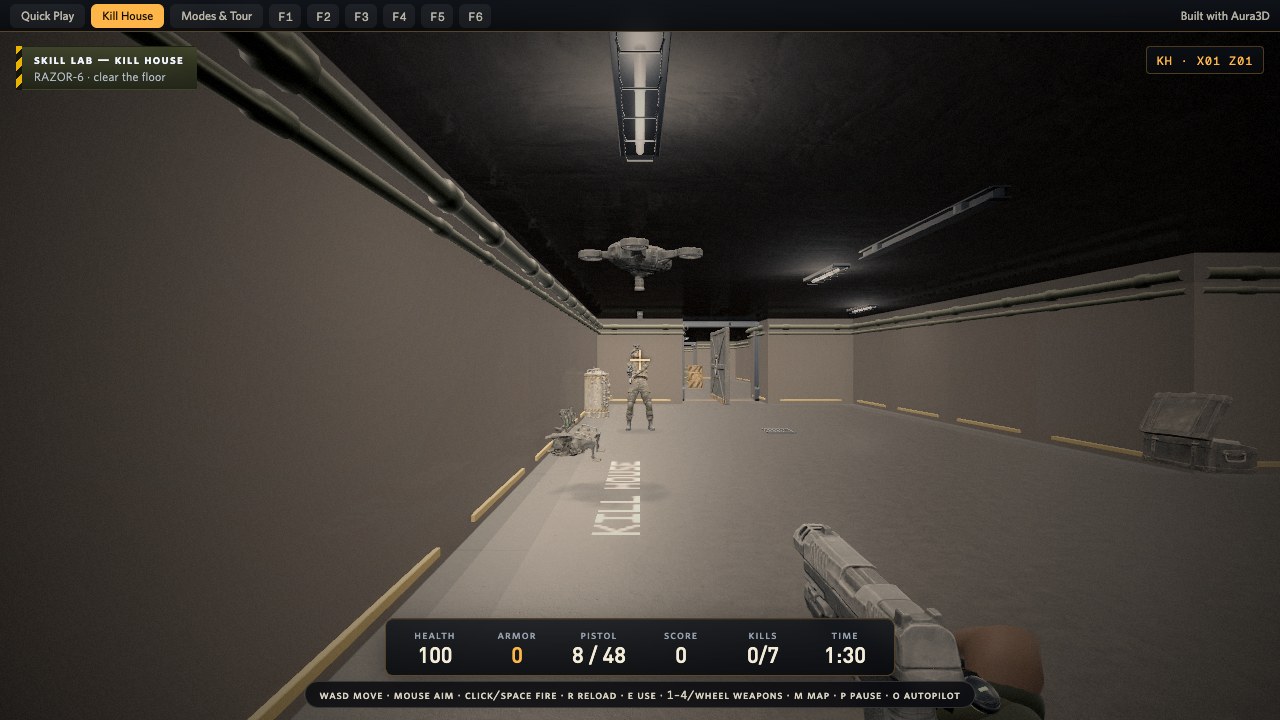 Quick Play Kill House Modes & Tour F1 F2 F3 F4 F5 F6 Built with Aura3D
SKILL LAB — KILL HOUSE
RAZOR-6 · clear the floor
KH · X01 Z01
KILL HOUSE
HEALTH ARMOR PISTOL SCORE KILLS TIME
100 0 8 / 48 0 0/7 1:30
WASD MOVE · MOUSE AIM · CLICK/SPACE FIRE · R RELOAD · E USE · 1–4/WHEEL WEAPONS · M MAP · P PAUSE · O AUTOPILOT